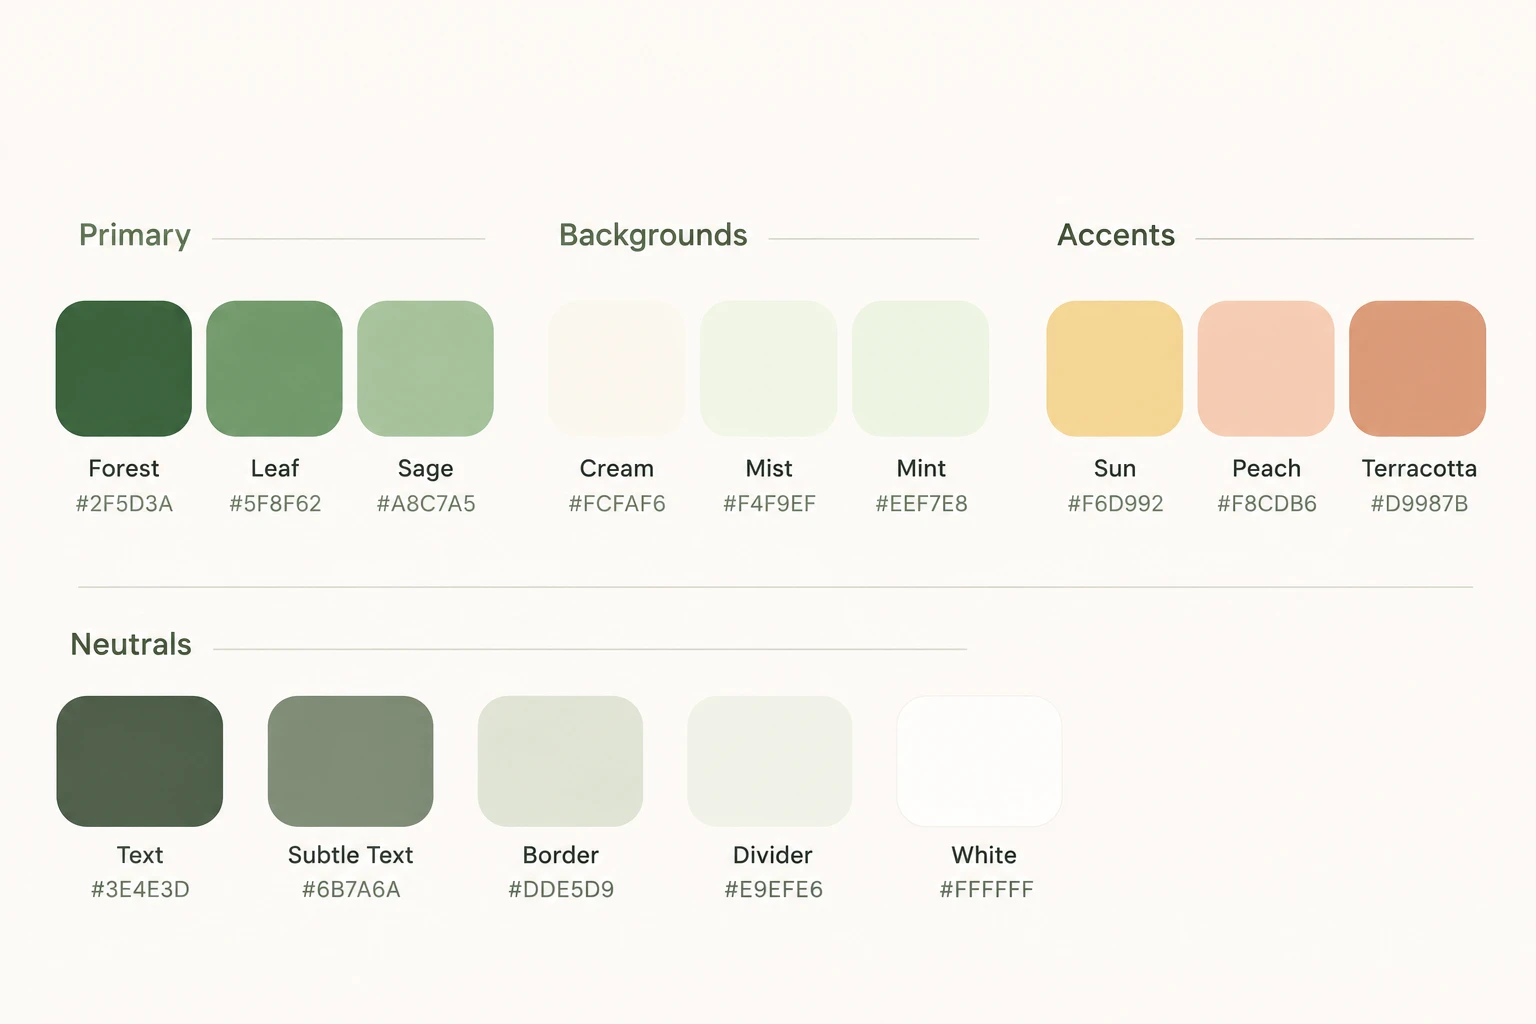 Primary
Backgrounds
Accents
Forest
Leaf
Sage
Cream
Mist
Mint
Sun
Peach
Terracotta
#2F5D3A
#5F8F62
#A8C7A5
#FCFAF6
#F4F9EF
#EEF7E8
#F6D992
#F8CDB6
#D9987B
Neutrals
Text
Subtle Text
Border
Divider
White
#3E4E3D
#6B7A6A
#DDE5D9
#E9EFE6
#FFFFFF